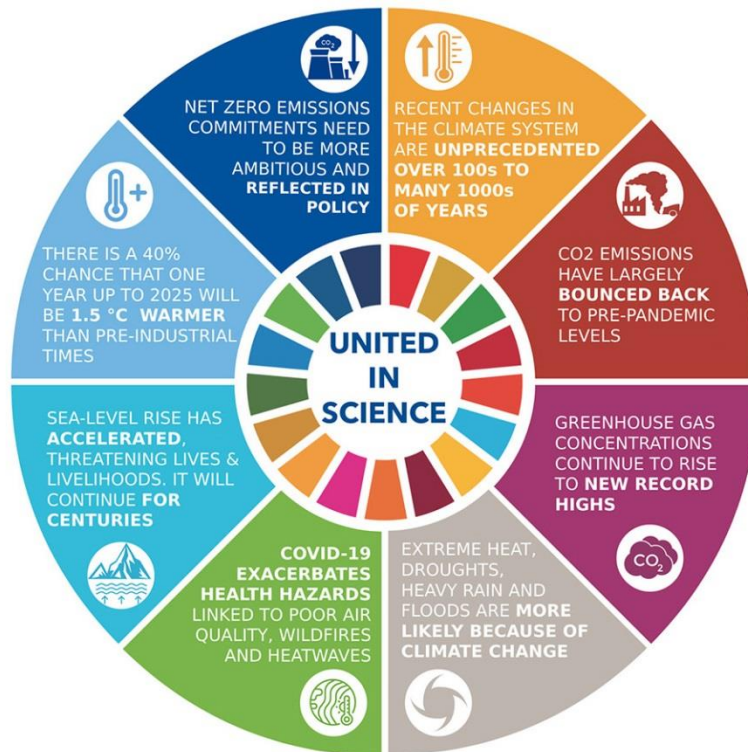 NET ZERO EMISSIONS
COMMITMENTS NEED
TO BE MORE
AMBITIOUS AND
REFLECTED IN
POLICY
CO2
RECENT CHANGES IN
THE CLIMATE SYSTEM
ARE UNPRECEDENTED
OVER 100s TO
MANY 1000s
OF YEARS
CO2 EMISSIONS
HAVE LARGELY
BOUNCED BACK
TO PRE-PANDEMIC
LEVELS
GREENHOUSE GAS
CONCENTRATIONS
CONTINUE TO RISE
TO NEW RECORD
HIGHS
CO2
EXTREME HEAT,
DROUGHTS,
HEAVY RAIN AND
FLOODS ARE MORE
LIKELY BECAUSE OF
CLIMATE CHANGE
COVID-19
EXACERBATES
HEALTH HAZARDS
LINKED TO POOR AIR
QUALITY, WILDFIRES
AND HEATWAVES
SEA-LEVEL RISE HAS
ACCELERATED,
THREATENING LIVES &
LIVELIHOODS. IT WILL
CONTINUE FOR
CENTURIES
THERE IS A 40%
CHANCE THAT ONE
YEAR UP TO 2025 WILL
BE 1.5 °C WARMER
THAN PRE-INDUSTRIAL
TIMES
UNITED
IN
SCIENCE